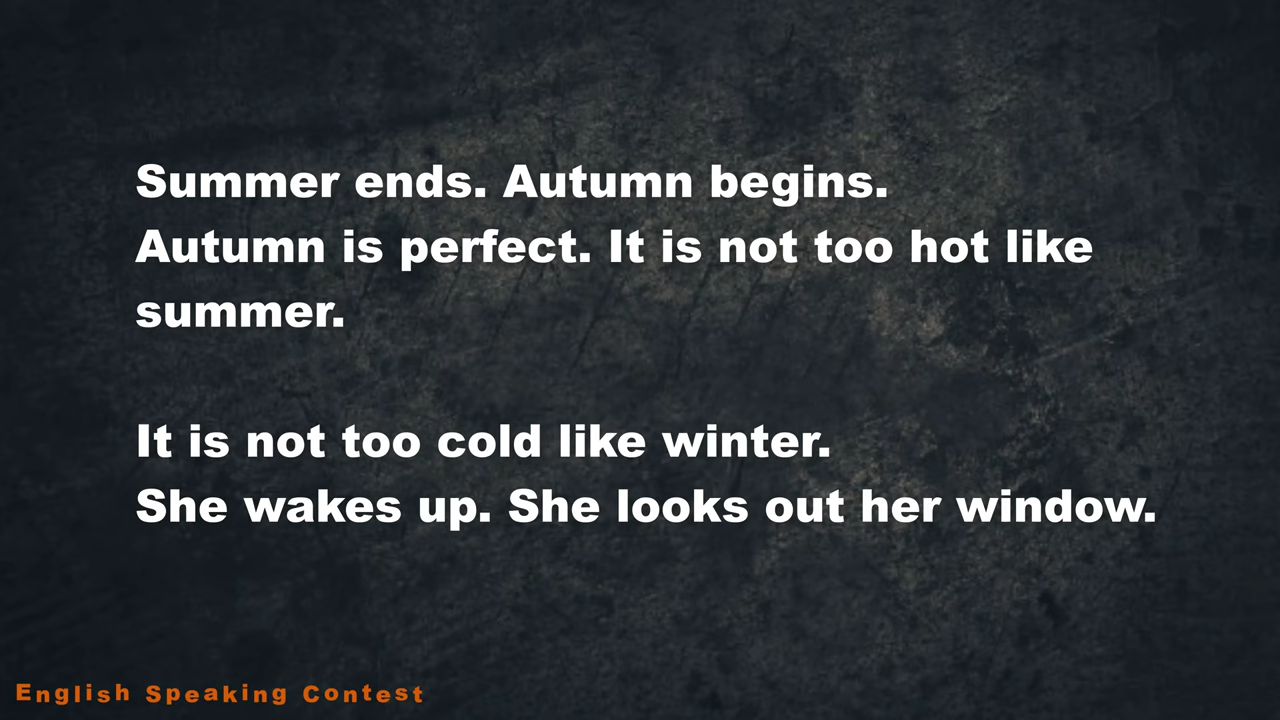 Summer ends. Autumn begins.
Autumn is perfect. It is not too hot like
summer.
It is not too cold like winter.
She wakes up. She looks out her window.
English Speaking Contest